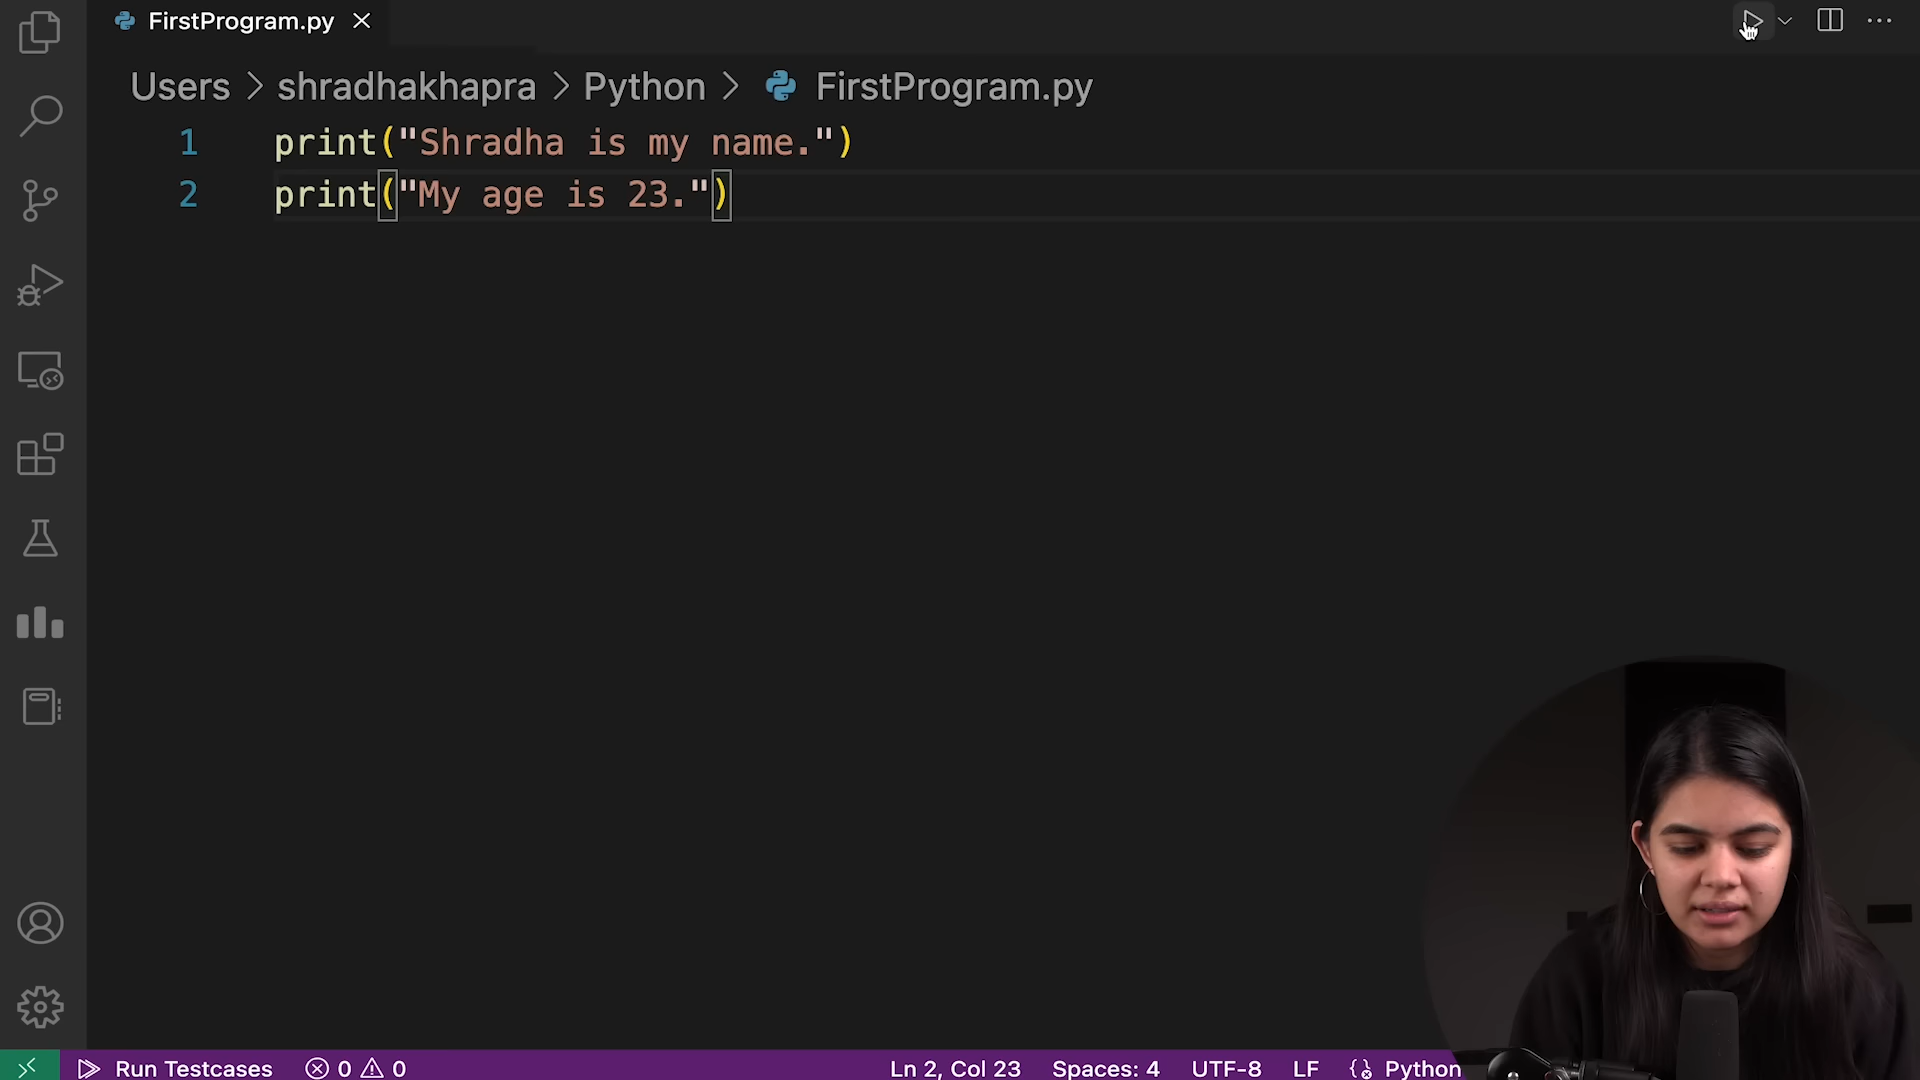 FirstProgram.py
Users > shradhakhapra > Python > FirstProgram.py
1 print("Shradha is my name.")
2 print("My age is 23.")
Run Testcases 0 0 Ln 2, Col 23 Spaces: 4 UTF-8 LF Python